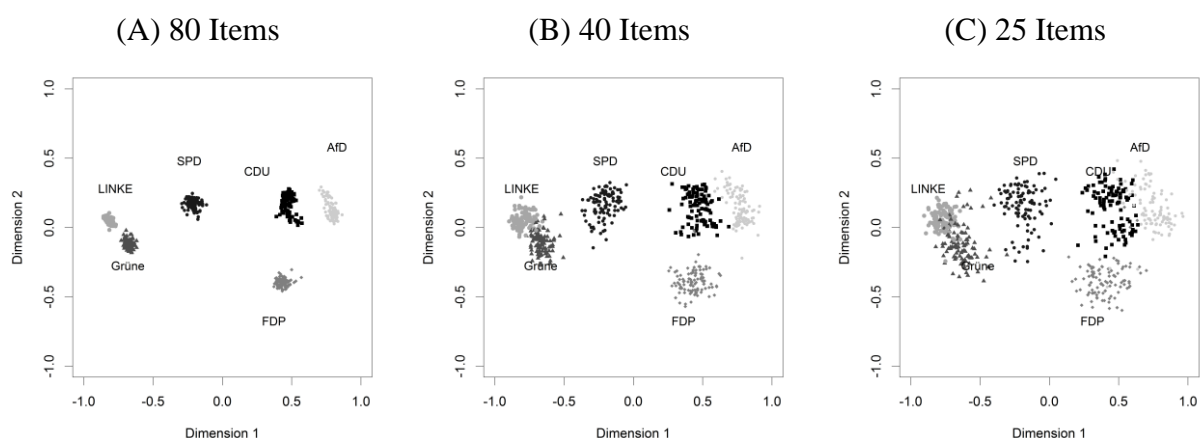 (A) 80 Items
(B) 40 Items
(C) 25 Items
1.0
0.5
0.0
-0.5
-1.0
Dimension 2
LINKE
Grüne
SPD
CDU
AfD
FDP
-1.0 -0.5 0.0 0.5 1.0
Dimension 1
1.0
0.5
0.0
-0.5
-1.0
Dimension 2
LINKE
Grüne
SPD
CDU
AfD
FDP
-1.0 -0.5 0.0 0.5 1.0
Dimension 1
1.0
0.5
0.0
-0.5
-1.0
Dimension 2
LINKE
Grüne
SPD
CDU
AfD
FDP
-1.0 -0.5 0.0 0.5 1.0
Dimension 1